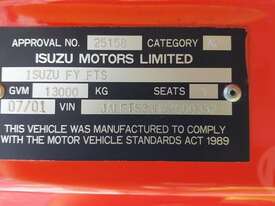 APPROVAL NO. 25158 CATEGORY
ISUZU MOTORS LIMITED
ISUZU FY FTS
GVM 13000 KG SEATS
07/01 VIN
THIS VEHICLE WAS MANUFACTURED TO COMPLY
WITH THE MOTOR VEHICLE STANDARDS ACT 1989